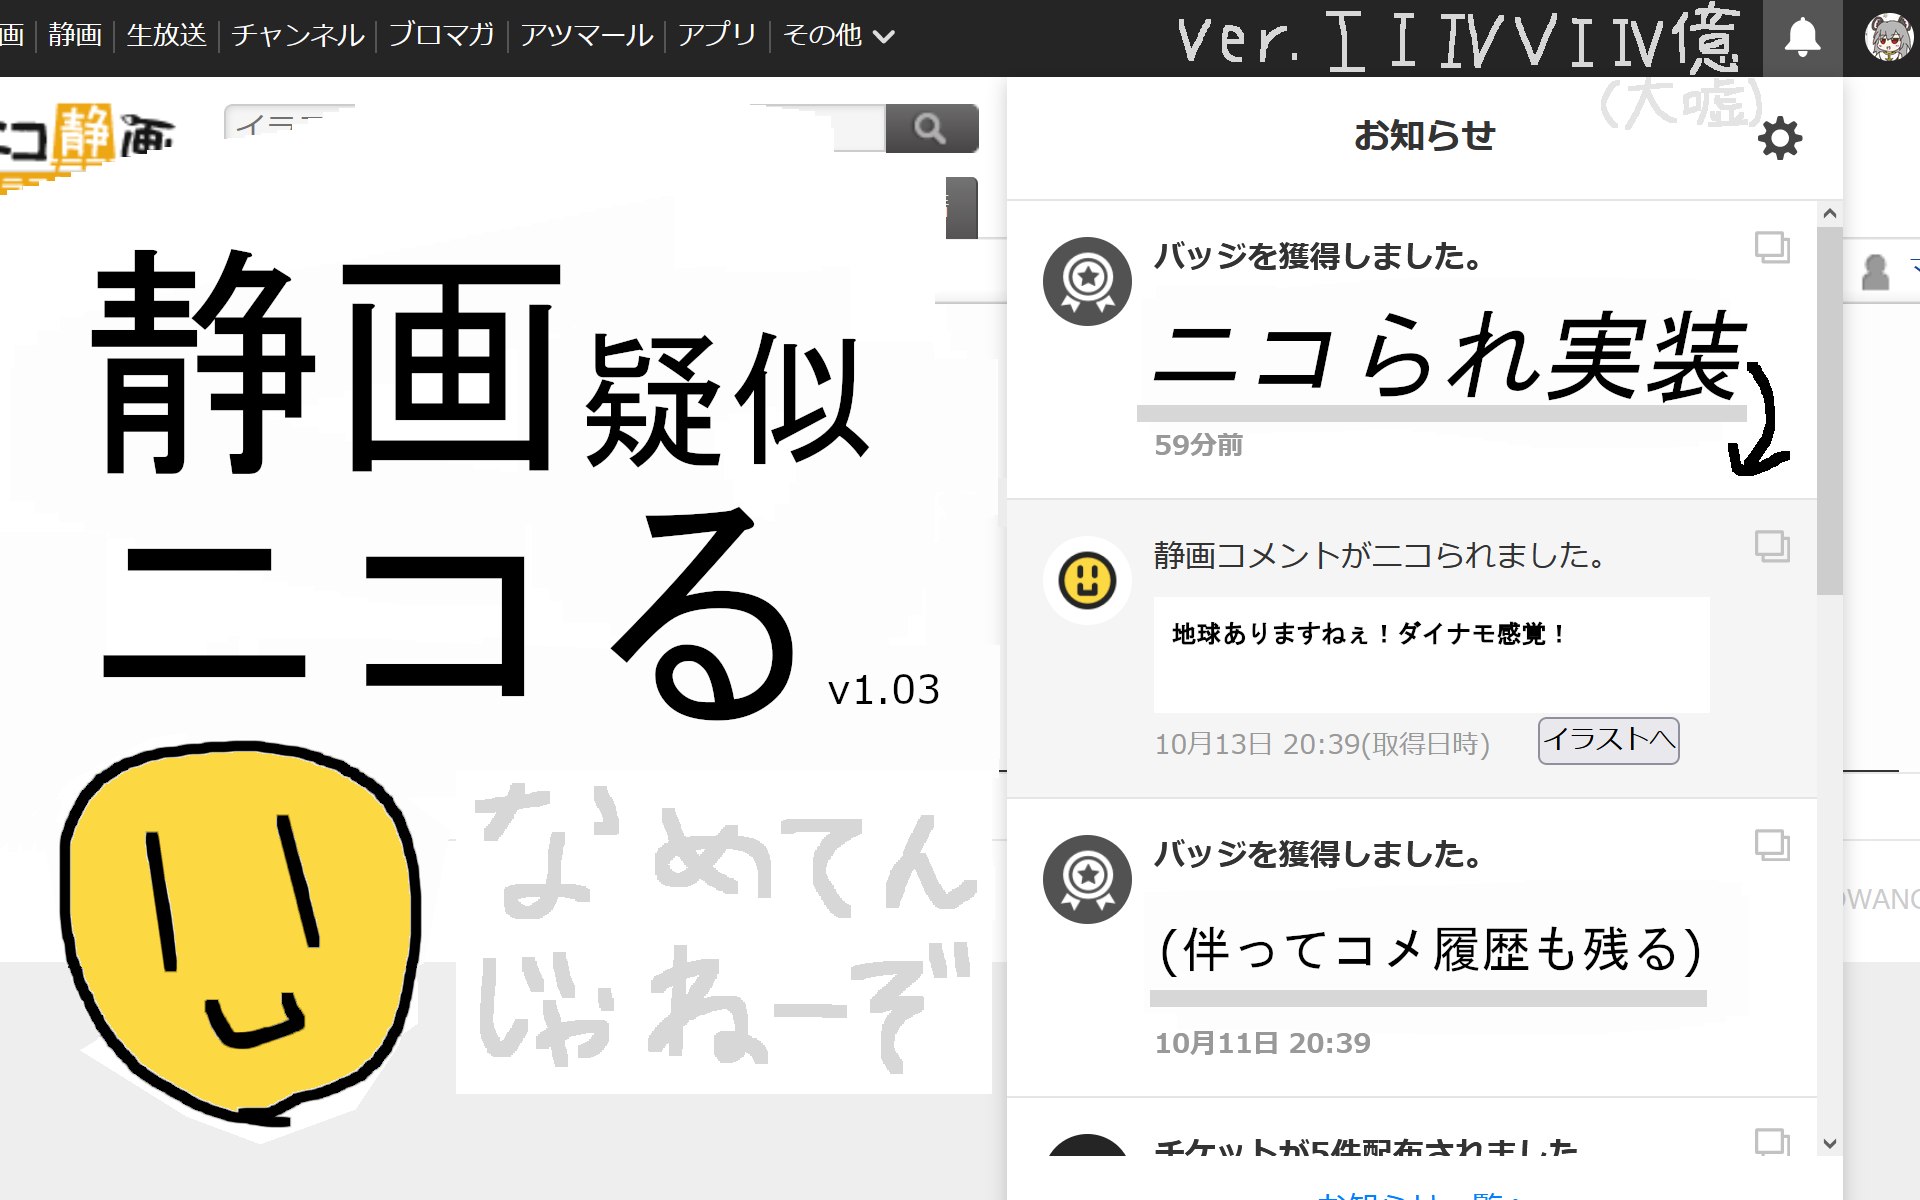 画 静画 生放送 チャンネル ブロマガ アツマール アプリ その他
ver. I I IV V I IV億
(大嘘)
ニコ静画
お知らせ
静画疑似
ニコる v1.03
なめてん
じゃねーぞ
バッジを獲得しました。
ニコられ実装
59分前
静画コメントがニコられました。
地球ありますねぇ！ダイナモ感覚！
10月13日 20:39(取得日時) イラストへ
バッジを獲得しました。
(伴ってコメ履歴も残る)
10月11日 20:39
チケットが5件配布されました
お知らせ一覧へ